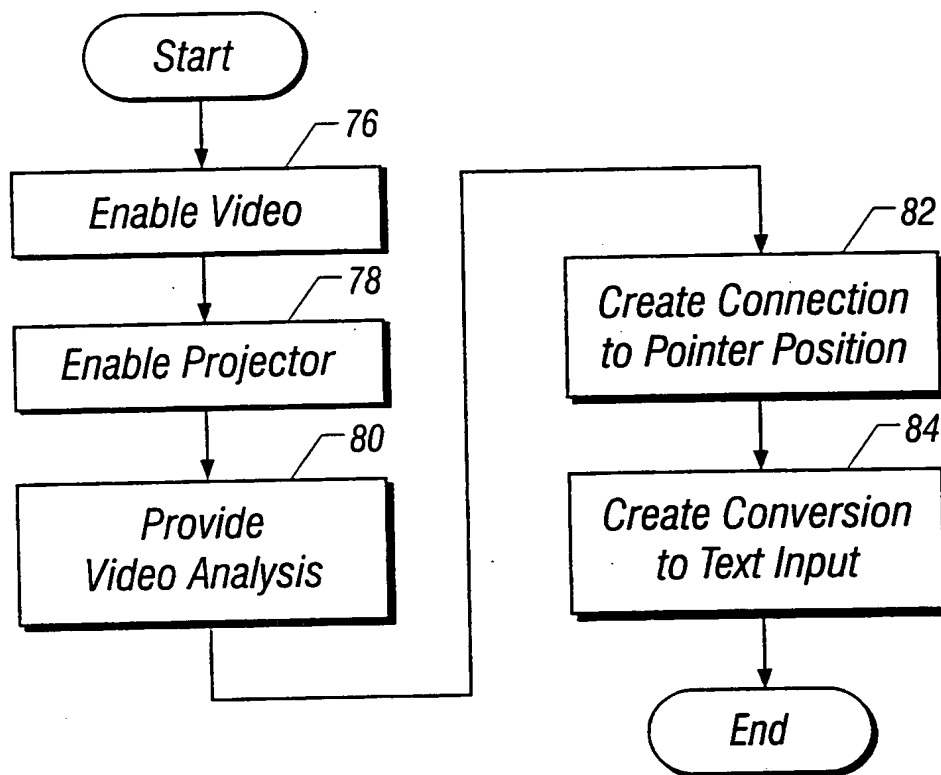 Start
76
Enable Video
78
Enable Projector
80
Provide
Video Analysis
82
Create Connection
to Pointer Position
84
Create Conversion
to Text Input
End